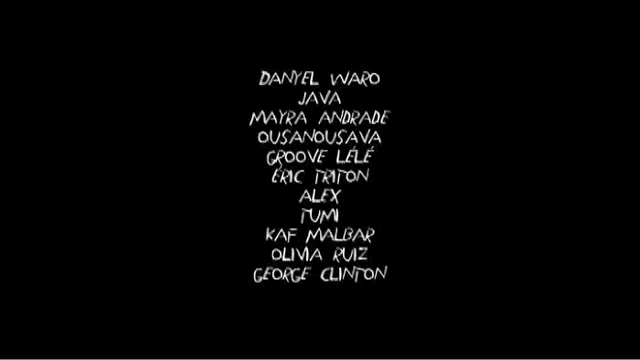 DANYEL WARO
JAVA
MAYRA ANDRADE
OUSANOUSAVA
GROOVE LÉLÉ
ÉRIC TRITON
ALEX
TUMI
KAF MALBAR
OLIVIA RUIZ
GEORGE CLINTON